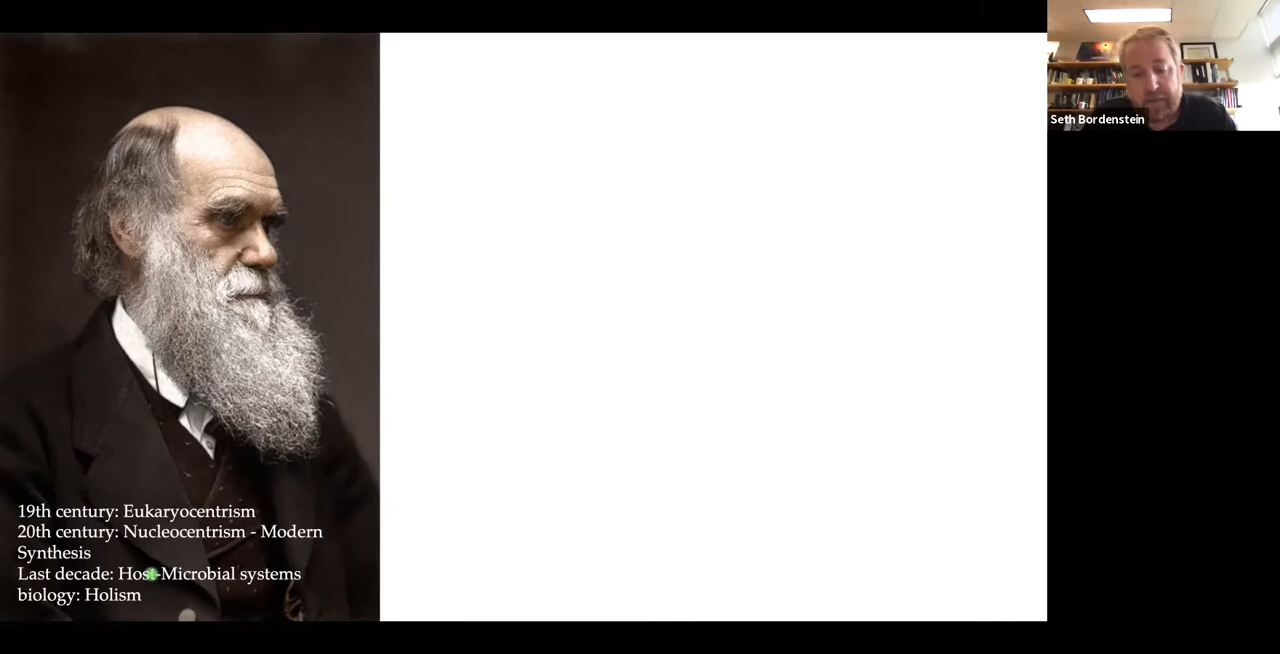 Seth Bordenstein
19th century: Eukaryocentrism
20th century: Nucleocentrism - Modern
Synthesis
Last decade: Host-Microbial systems
biology: Holism